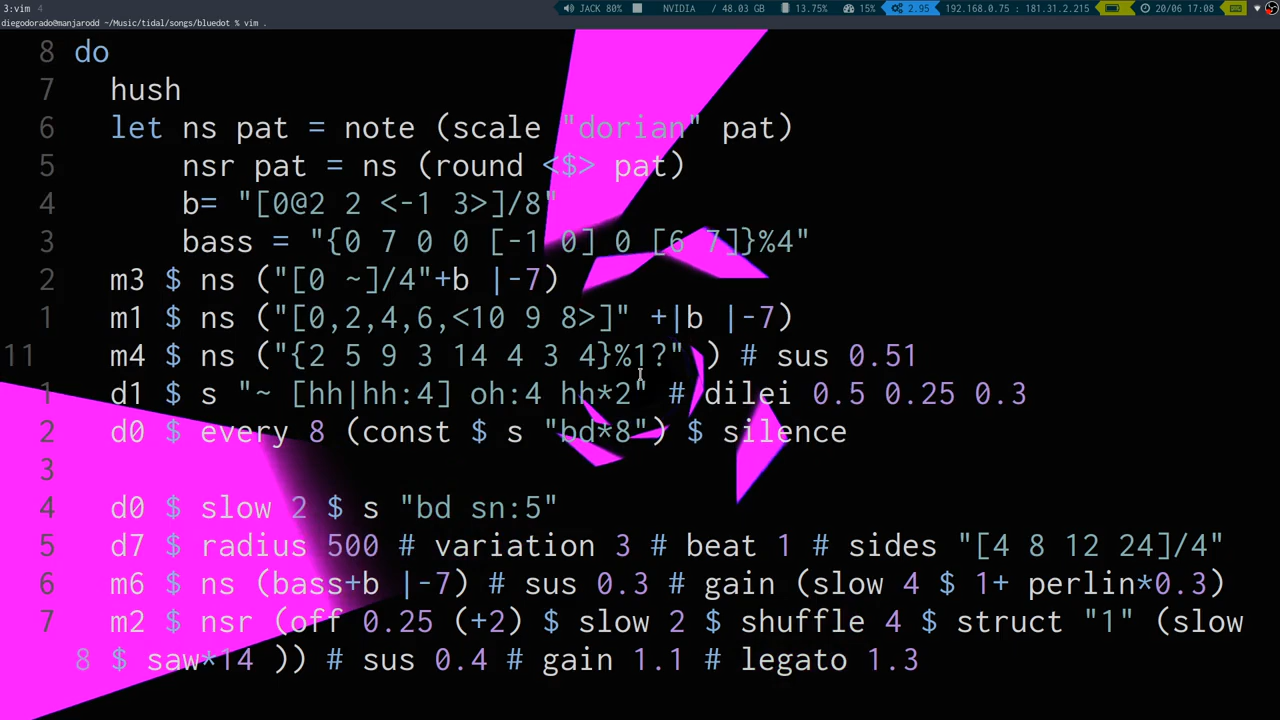 3:vim 4 JACK 80% NVIDIA / 48.03 GB 13.75% 15% 2.95 192.168.0.75 : 181.31.2.215 20/06 17:08
diegodorado@manjarodd ~/Music/tidal/songs/bluedot % vim .
8 do
7 hush
6 let ns pat = note (scale "dorian" pat)
5 nsr pat = ns (round <$> pat)
4 b= "[0@2 2 <-1 3>]/8"
3 bass = "{0 7 0 0 [-1 0] 0 [6 7]}%4"
2 m3 $ ns ("[0 ~]/4"+b |-7)
1 m1 $ ns ("[0,2,4,6,<10 9 8>]" +|b |-7)
11 m4 $ ns ("{2 5 9 3 14 4 3 4}%1?" ) # sus 0.51
1 d1 $ s "~ [hh|hh:4] oh:4 hh*2" # dilei 0.5 0.25 0.3
2 d0 $ every 8 (const $ s "bd*8") $ silence
3
4 d0 $ slow 2 $ s "bd sn:5"
5 d7 $ radius 500 # variation 3 # beat 1 # sides "[4 8 12 24]/4"
6 m6 $ ns (bass+b |-7) # sus 0.3 # gain (slow 4 $ 1+ perlin*0.3)
7 m2 $ nsr (off 0.25 (+2) $ slow 2 $ shuffle 4 $ struct "1" (slow
8 $ saw*14 )) # sus 0.4 # gain 1.1 # legato 1.3